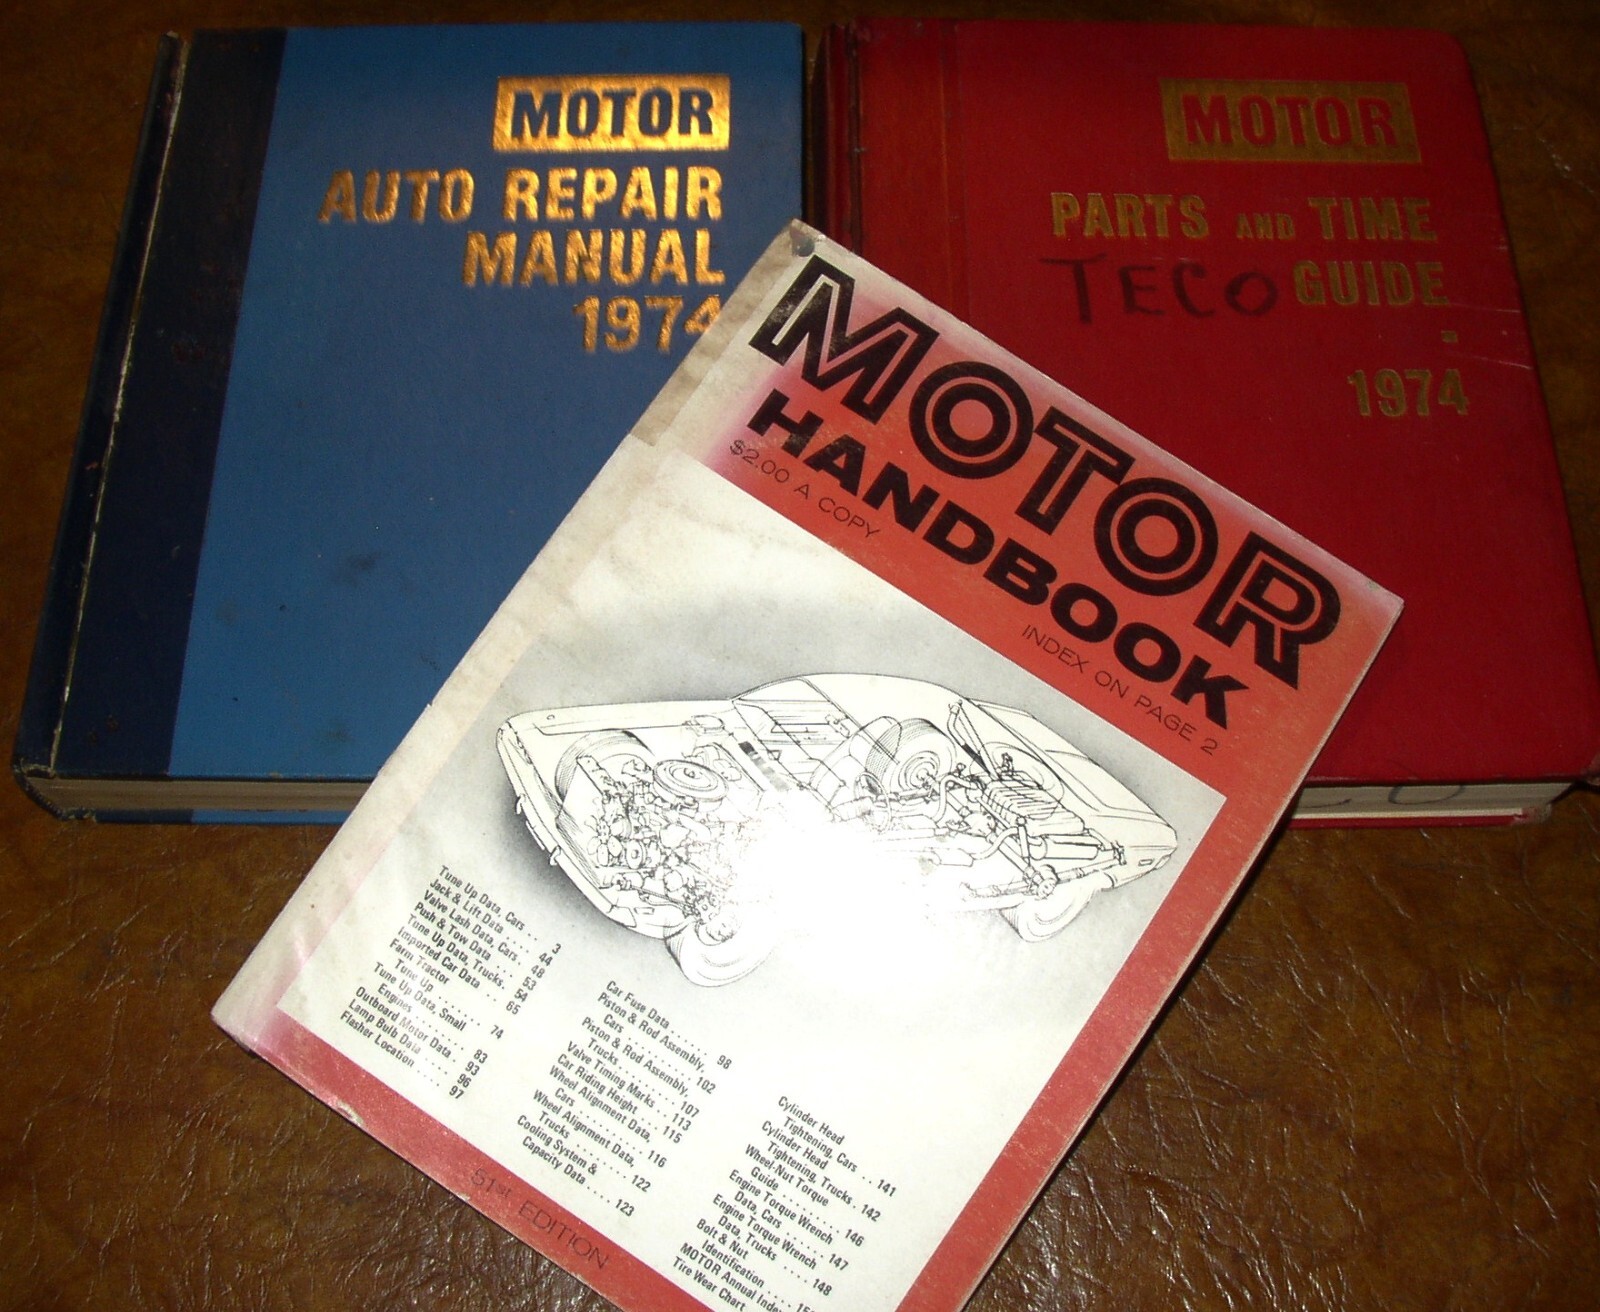 MOTOR
AUTO REPAIR
MANUAL
1974
MOTOR
PARTS AND TIME
TECO GUIDE
1974
MOTOR
HANDBOOK
$2.00 A COPY
INDEX ON PAGE 2
Tune Up Data, Cars . . 3
Jack & Lift Data . . . . 44
Valve Lash Data, Cars . 48
Push & Tow Data . . . 53
Tune Up Data, Trucks. 54
Imported Car Data . . 65
Farm Tractor
Tune Up . . . . . . . 74
Tune Up Data, Small
Engines . . . . . . . 83
Outboard Motor Data . 93
Lamp Bulb Data . . . . 96
Flasher Location . . . . 97
Car Fuse Data . . . . . . . 98
Piston & Rod Assembly,
Cars . . . . . . . . . . 102
Piston & Rod Assembly,
Trucks . . . . . . . . . 107
Valve Timing Marks . . . 113
Car Riding Height . . . . 115
Wheel Alignment Data,
Cars . . . . . . . . . . 116
Wheel Alignment Data,
Trucks . . . . . . . . . 122
Cooling System &
Capacity Data . . . . 123
Cylinder Head
Tightening, Cars . . 141
Cylinder Head
Tightening, Trucks. 142
Wheel-Nut Torque
Guide . . . . . . . . . 146
Engine Torque Wrench
Data, Cars . . . . . . 147
Engine Torque Wrench
Data, Trucks . . . . 148
Bolt & Nut
Identification
MOTOR Annual
Tire Wear Chart
51st EDITION